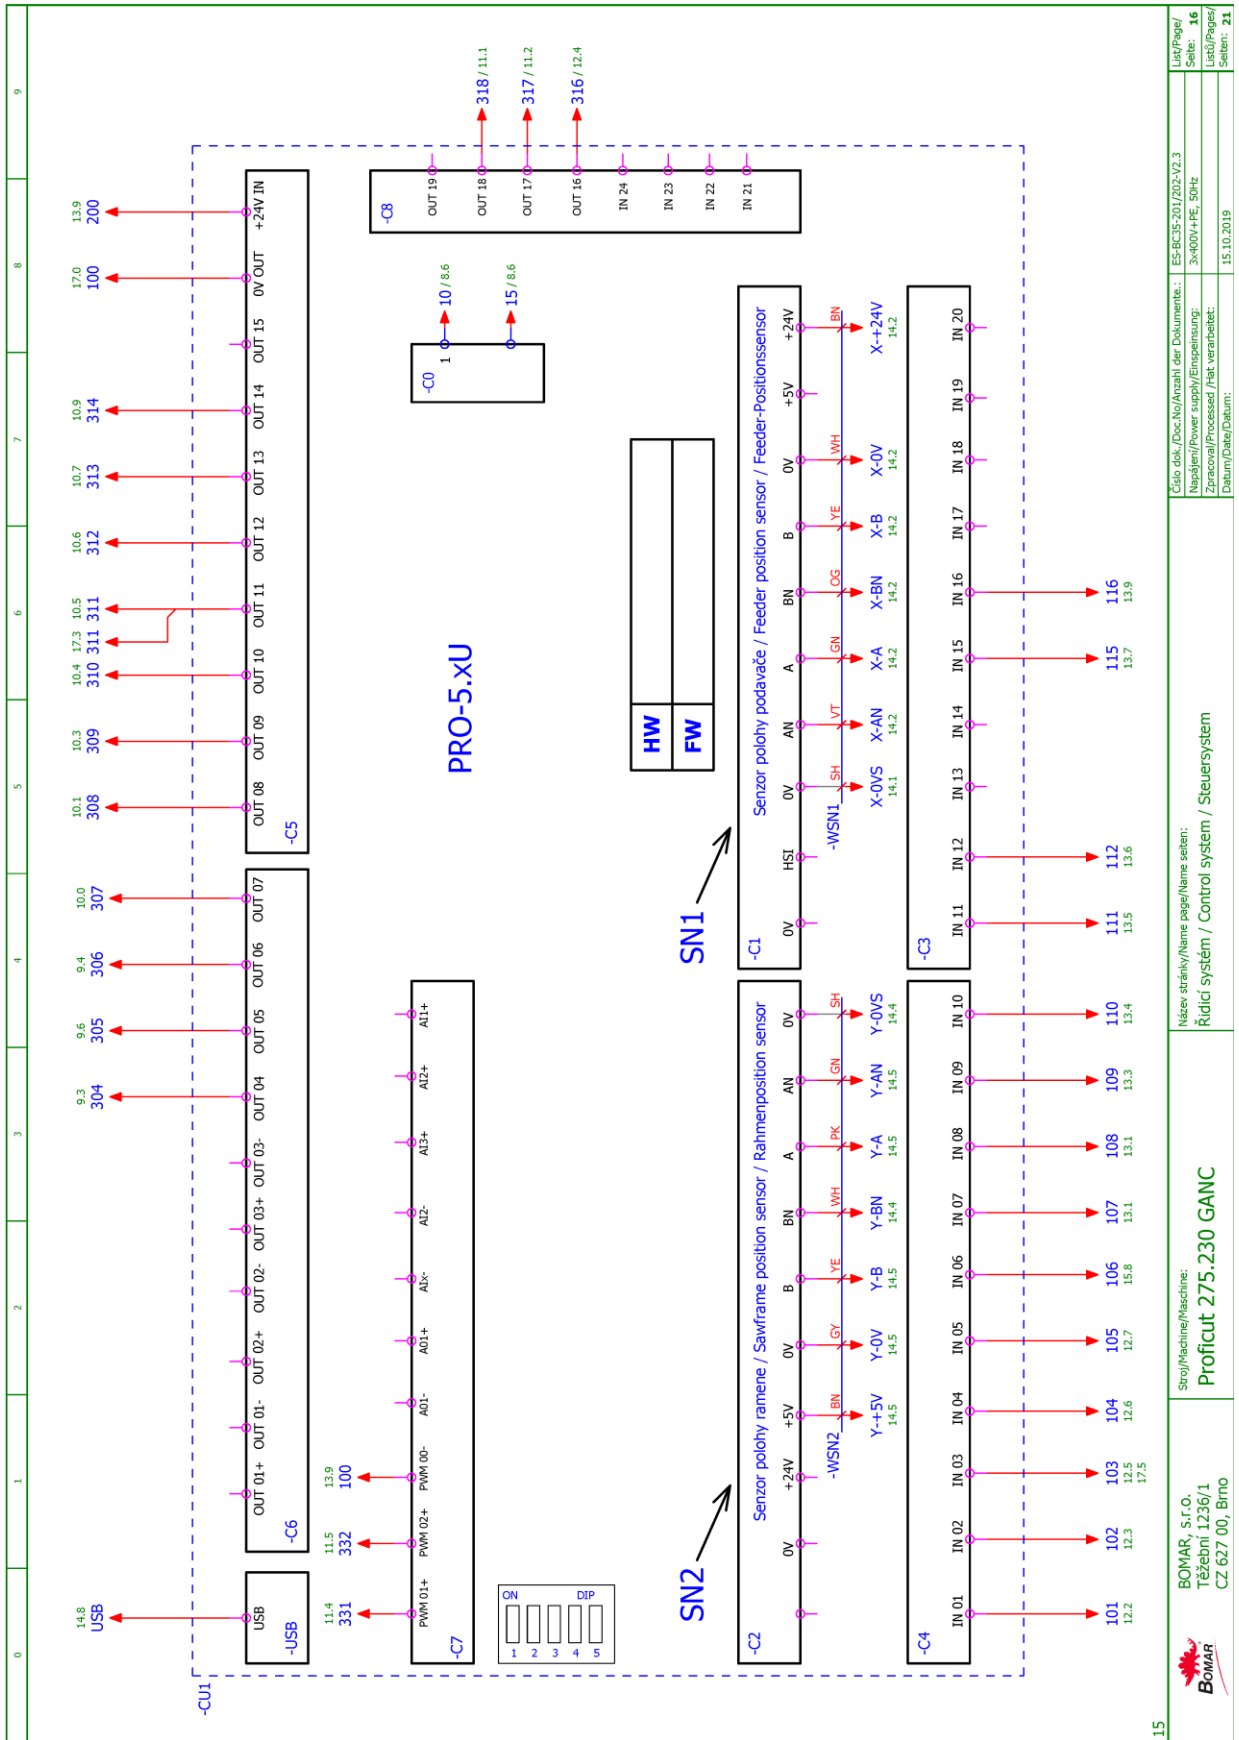 0 1 2 3 4 5 6 7 8 9
14.8 9.3 9.6 9.4 10.0 10.1 10.3 10.4 17.3 10.5 10.6 10.7 10.9 17.0 13.9
USB 304 305 306 307 308 309 310 311 311 312 313 314 100 200
-CU1
USB
-USB
OUT 01+ OUT 01- OUT 02+ OUT 02- OUT 03+ OUT 03- OUT 04 OUT 05 OUT 06 OUT 07
-C6
OUT 08 OUT 09 OUT 10 OUT 11 OUT 12 OUT 13 OUT 14 OUT 15 0V OUT +24V IN
-C5
11.4 11.5 13.9
331 332 100
PWM 01+ PWM 02+ PWM 00- A01- A01+ AIx- AI2- AI3+ AI2+ AI1+
-C7
PRO-5.xU
-C0
1
10 / 8.6
15 / 8.6
-C8
OUT 19
OUT 18
318 / 11.1
OUT 17
317 / 11.2
OUT 16
316 / 12.4
IN 24
IN 23
IN 22
IN 21
ON DIP
1 2 3 4 5
HW
FW
SN2
SN1
-C2
Senzor polohy ramene / Sawframe position sensor / Rahmenposition sensor
0V +24V +5V 0V B BN A AN 0V
-WSN2
BN GY YE WH PK GN SH
Y-+5V Y-0V Y-B Y-BN Y-A Y-AN Y-0VS
14.5 14.5 14.5 14.4 14.5 14.5 14.4
-C1
Senzor polohy podavače / Feeder position sensor / Feeder-Positionssensor
0V HSI 0V AN A BN B 0V +5V +24V
-WSN1
SH VT GN OG YE WH BN
X-0VS X-AN X-A X-BN X-B X-0V X-+24V
14.1 14.2 14.2 14.2 14.2 14.2 14.2
-C4
IN 01 IN 02 IN 03 IN 04 IN 05 IN 06 IN 07 IN 08 IN 09 IN 10
-C3
IN 11 IN 12 IN 13 IN 14 IN 15 IN 16 IN 17 IN 18 IN 19 IN 20
101 102 103 104 105 106 107 108 109 110 111 112 115 116
12.2 12.3 12.5 12.6 12.7 15.8 13.1 13.1 13.3 13.4 13.5 13.6 13.7 13.9
17.5
15
BOMAR
BOMAR, s.r.o.
Těžební 1236/1
CZ 627 00, Brno
Stroj/Machine/Maschine:
Proficut 275.230 GANC
Název stránky/Name page/Name seiten:
Řidicí systém / Control system / Steuersystem
Číslo dok./Doc.No/Anzahl der Dokumente.: ES-BC35-201/202-V2.3
Napájení/Power supply/Einspeinsung: 3x400V+PE, 50Hz
Zpracoval/Processed /Hat verarbeitet:
Datum/Date/Datum: 15.10.2019
List/Page/
Seite: 16
Listů/Pages/
Seiten: 21